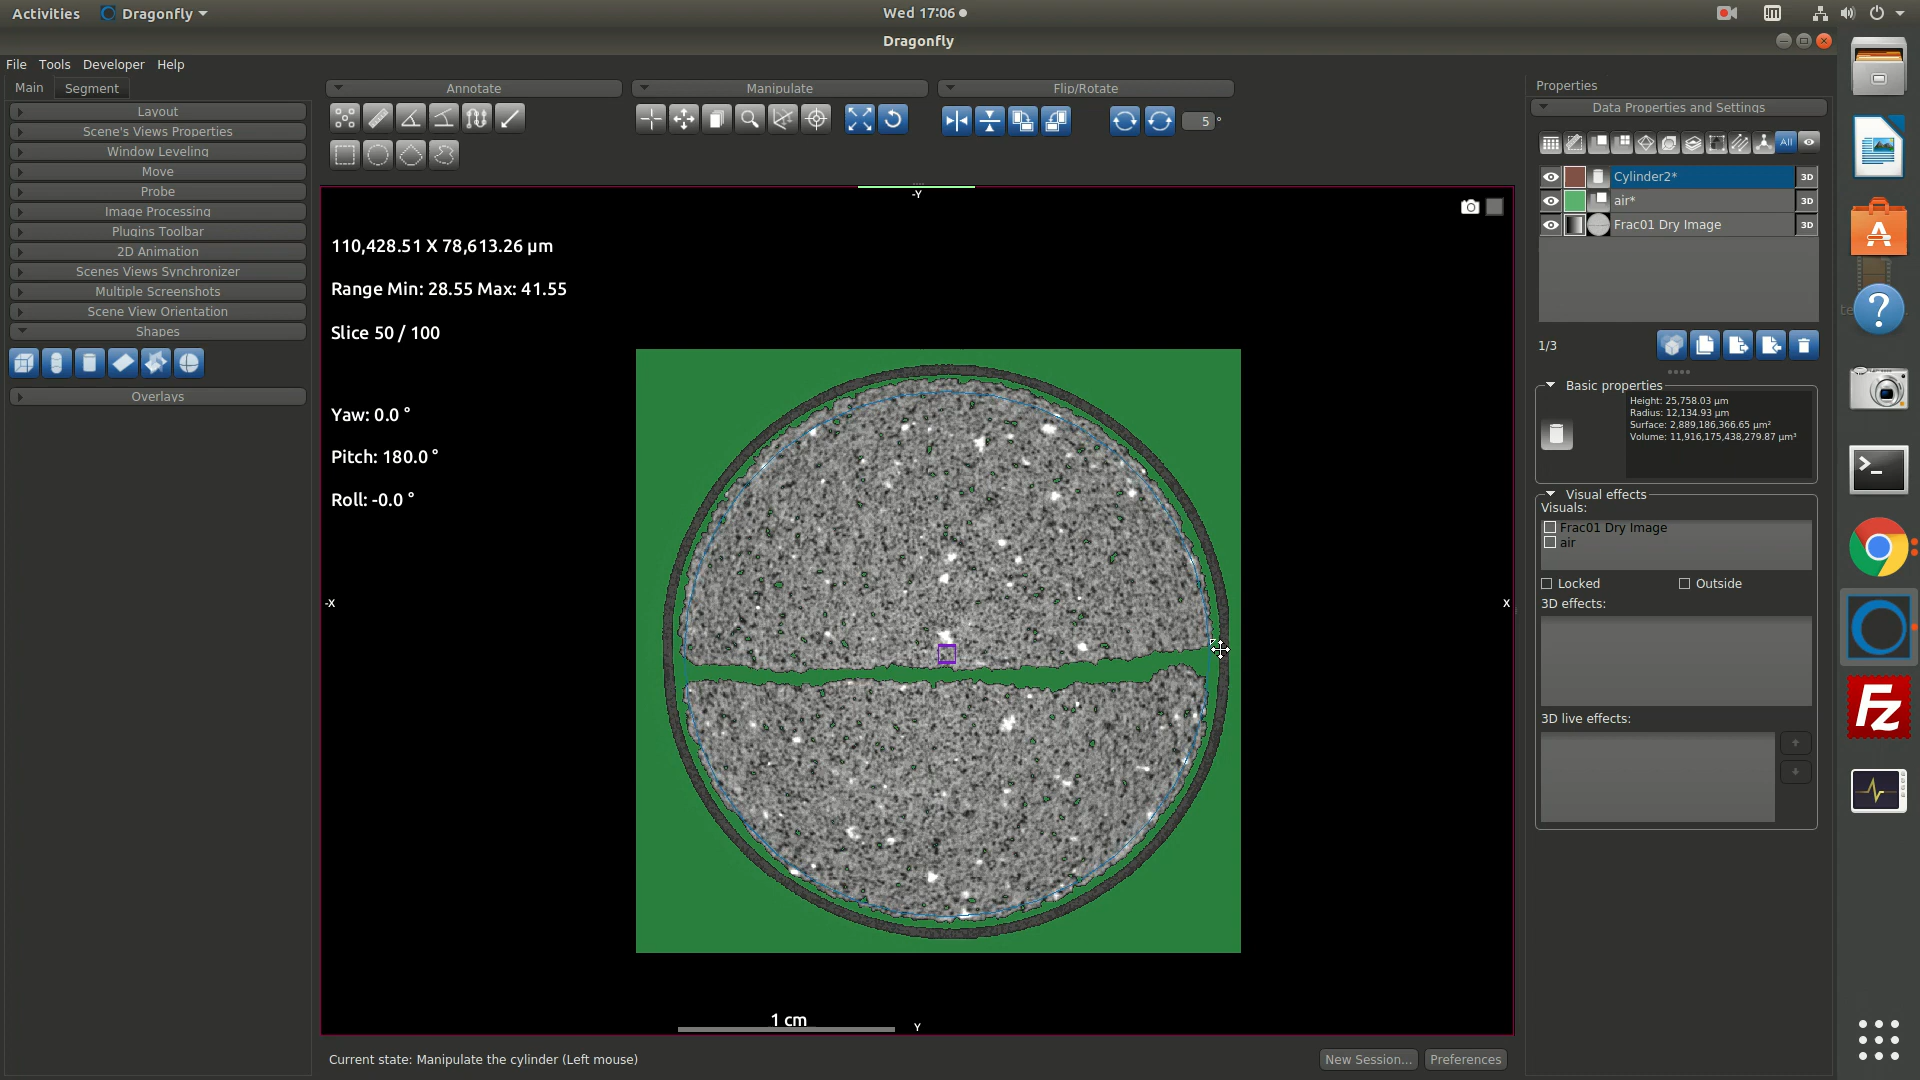 Activities Dragonfly Wed 17:06
Dragonfly
File Tools Developer Help
Main Segment
Layout
Scene's Views Properties
Window Leveling
Move
Probe
Image Processing
Plugins Toolbar
2D Animation
Scenes Views Synchronizer
Multiple Screenshots
Scene View Orientation
Shapes
Overlays
Annotate Manipulate Flip/Rotate
5 °
-Y
110,428.51 X 78,613.26 µm
Range Min: 28.55 Max: 41.55
Slice 50 / 100
Yaw: 0.0 °
Pitch: 180.0 °
Roll: -0.0 °
-X
X
1 cm
Y
Current state: Manipulate the cylinder (Left mouse)
New Session... Preferences
Properties
Data Properties and Settings
All
Cylinder2* 3D
air* 3D
Frac01 Dry Image 3D
1/3
Basic properties
Height: 25,758.03 µm
Radius: 12,134.93 µm
Surface: 2,889,186,366.65 µm²
Volume: 11,916,175,438,279.87 µm³
Visual effects
Visuals:
Frac01 Dry Image
air
Locked Outside
3D effects:
3D live effects:
A
?
>_
Fz